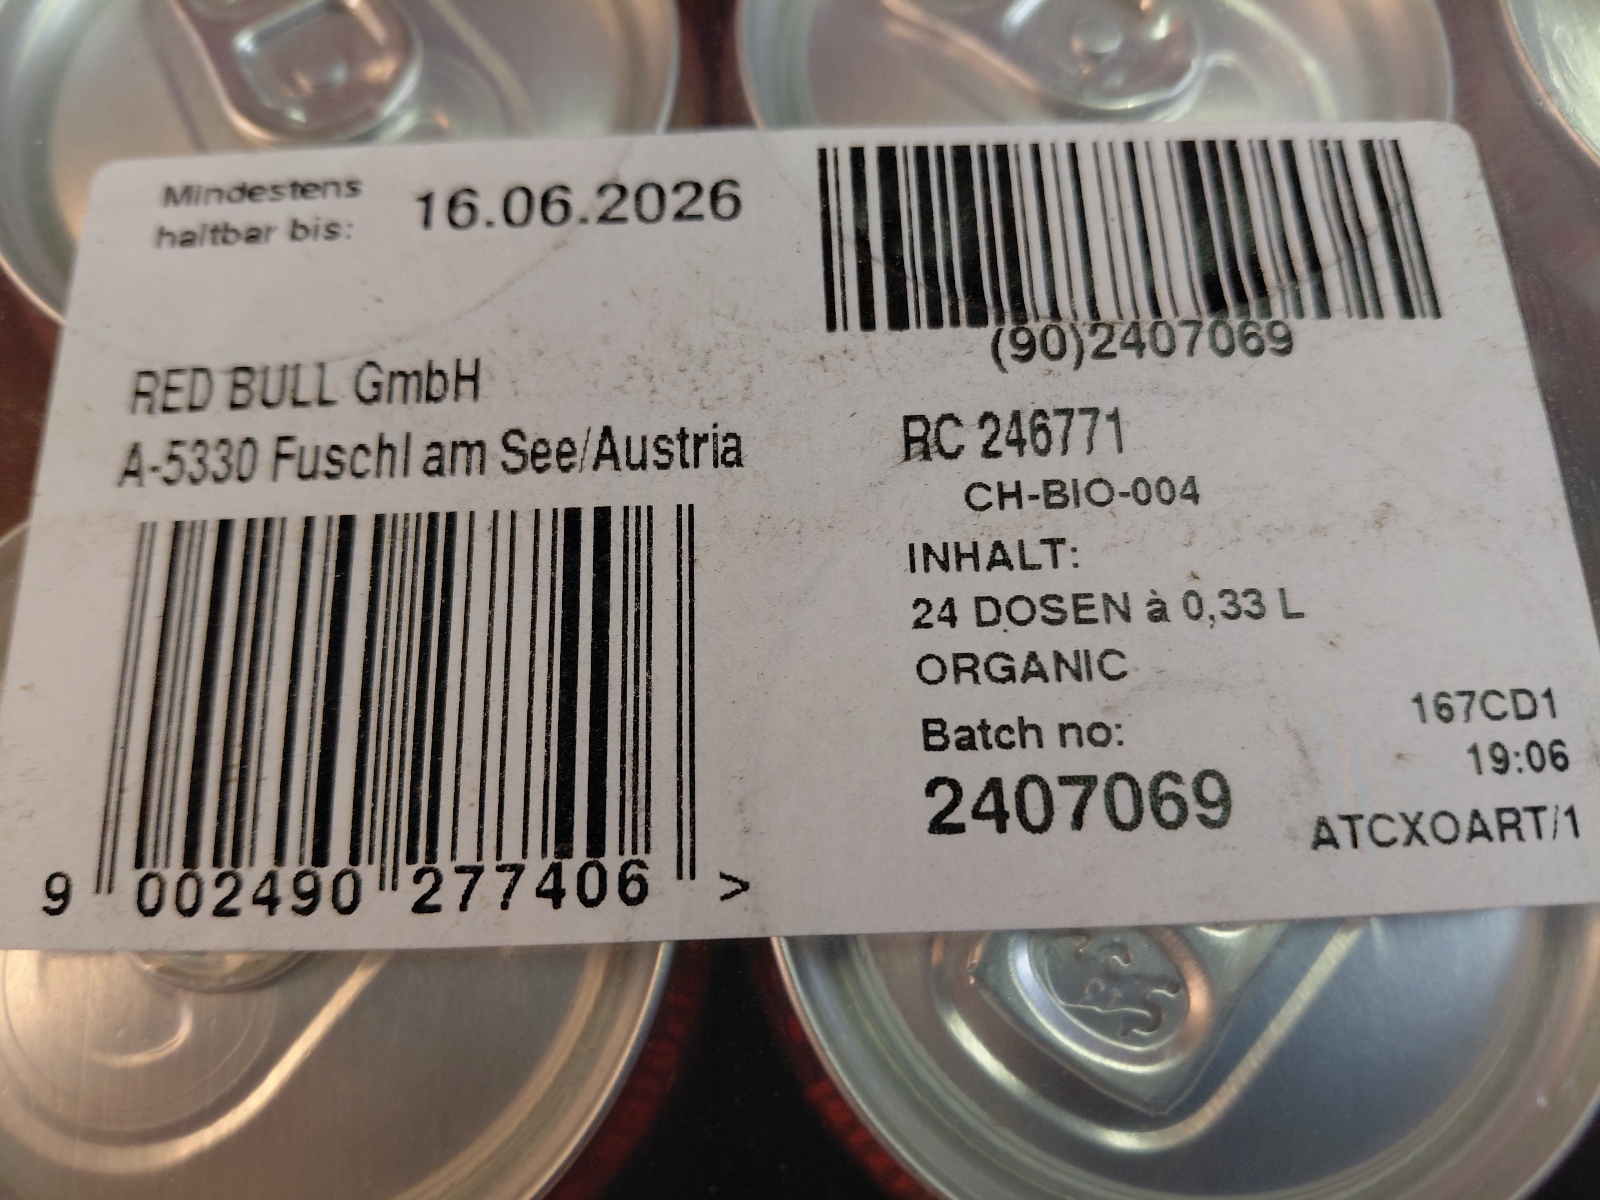 Mindestens
haltbar bis: 16.06.2026
(90)2407069
RED BULL GmbH
A-5330 Fuschl am See/Austria
RC 246771
CH-BIO-004
INHALT:
24 DOSEN à 0,33 L
ORGANIC
Batch no:
2407069
167CD1
19:06
ATCXOART/1
9 002490 277406 >